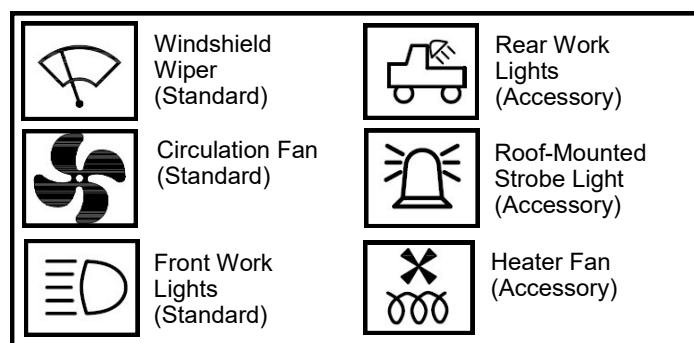 Windshield
Wiper
(Standard)
Rear Work
Lights
(Accessory)
Circulation Fan
(Standard)
Roof-Mounted
Strobe Light
(Accessory)
Front Work
Lights
(Standard)
Heater Fan
(Accessory)